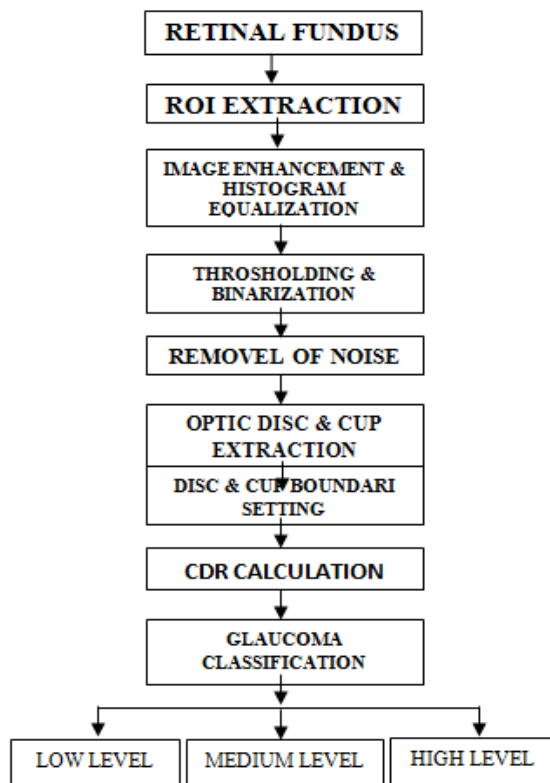 RETINAL FUNDUS
ROI EXTRACTION
IMAGE ENHANCEMENT &
HISTOGRAM
EQUALIZATION
THROSHOLDING &
BINARIZATION
REMOVEL OF NOISE
OPTIC DISC & CUP
EXTRACTION
DISC & CUP BOUNDARI
SETTING
CDR CALCULATION
GLAUCOMA
CLASSIFICATION
LOW LEVEL
MEDIUM LEVEL
HIGH LEVEL